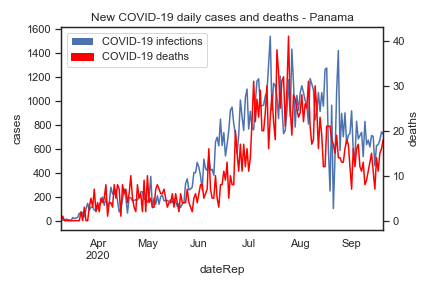 New COVID-19 daily cases and deaths - Panama
COVID-19 infections
COVID-19 deaths
1600
1400
1200
1000
800
600
400
200
0
cases
40
30
20
10
0
deaths
Apr
2020
May
Jun
Jul
Aug
Sep
dateRep